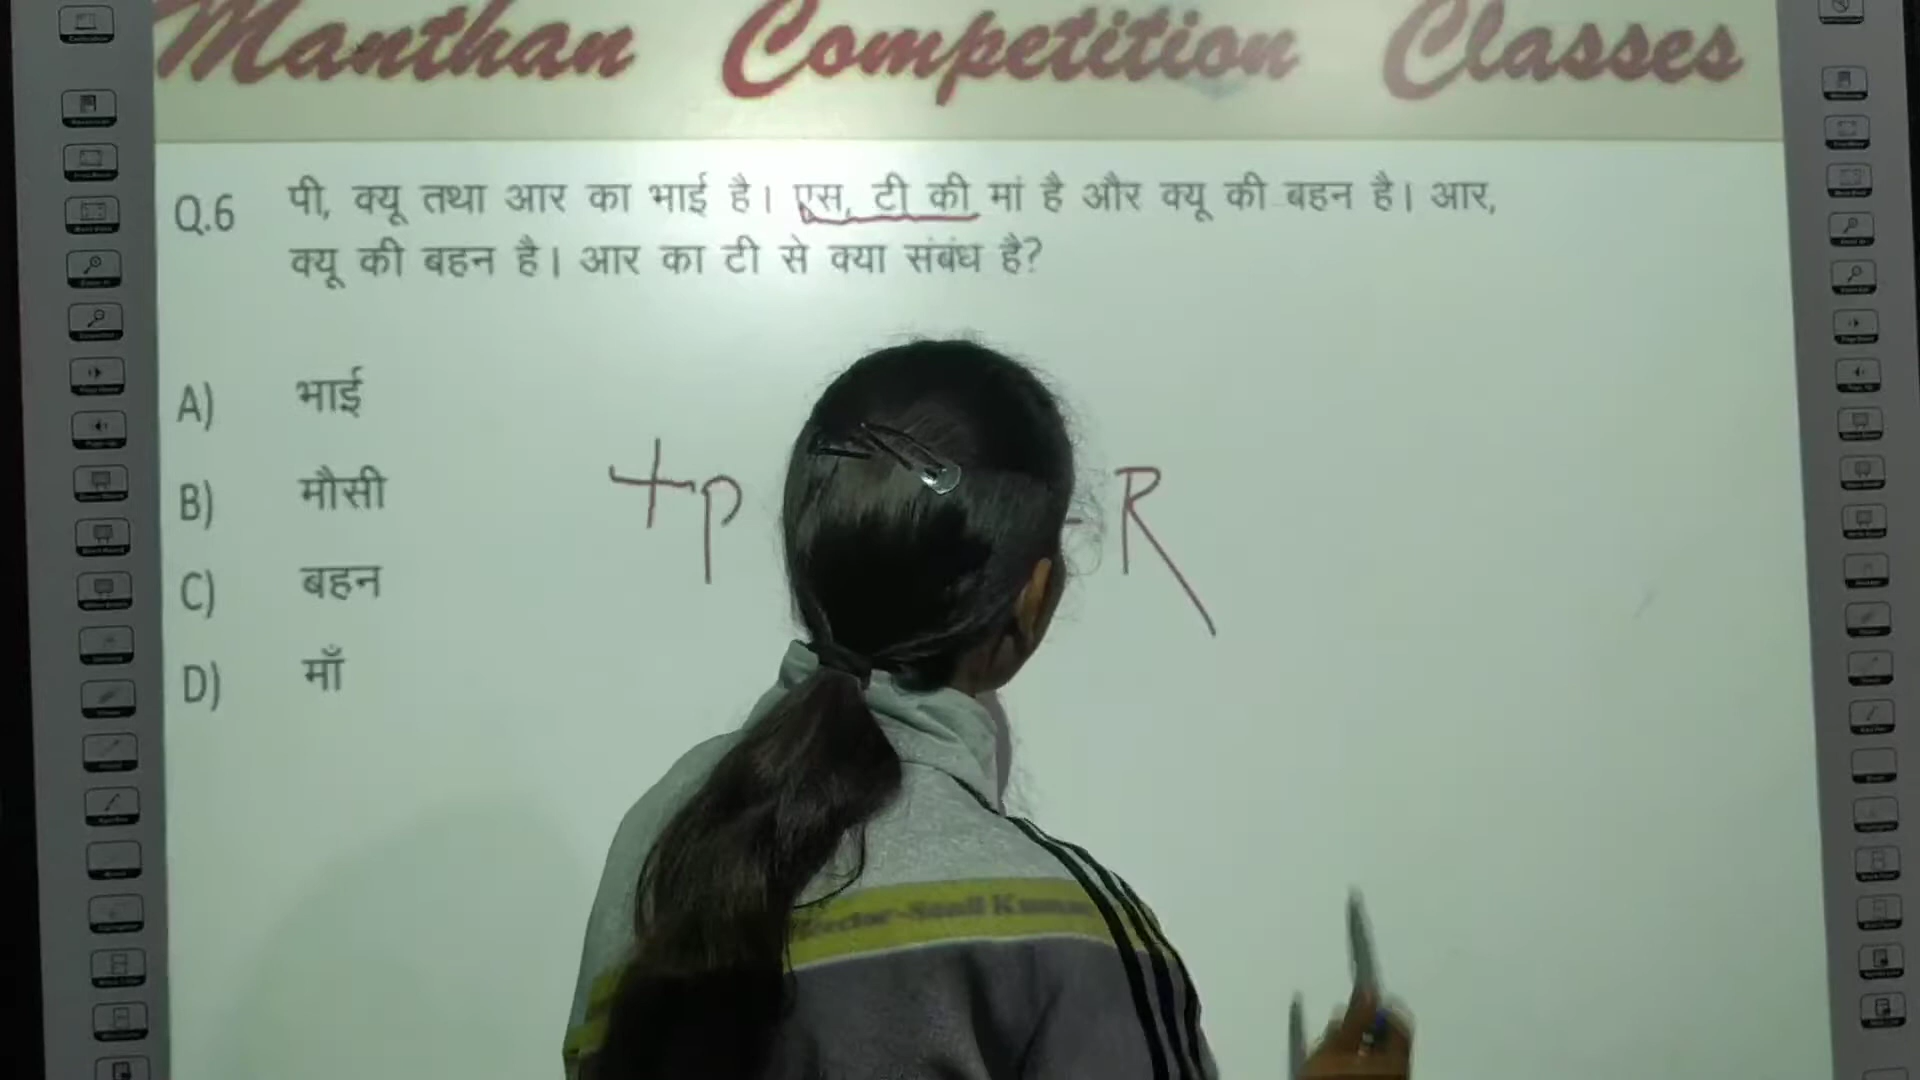 Manthan Competition Classes
Q.6 पी, क्यू तथा आर का भाई है। एस, टी की मां है और क्यू की बहन है। आर,
क्यू की बहन है। आर का टी से क्या संबंध है?
A) भाई
B) मौसी
C) बहन
D) माँ
+P - R